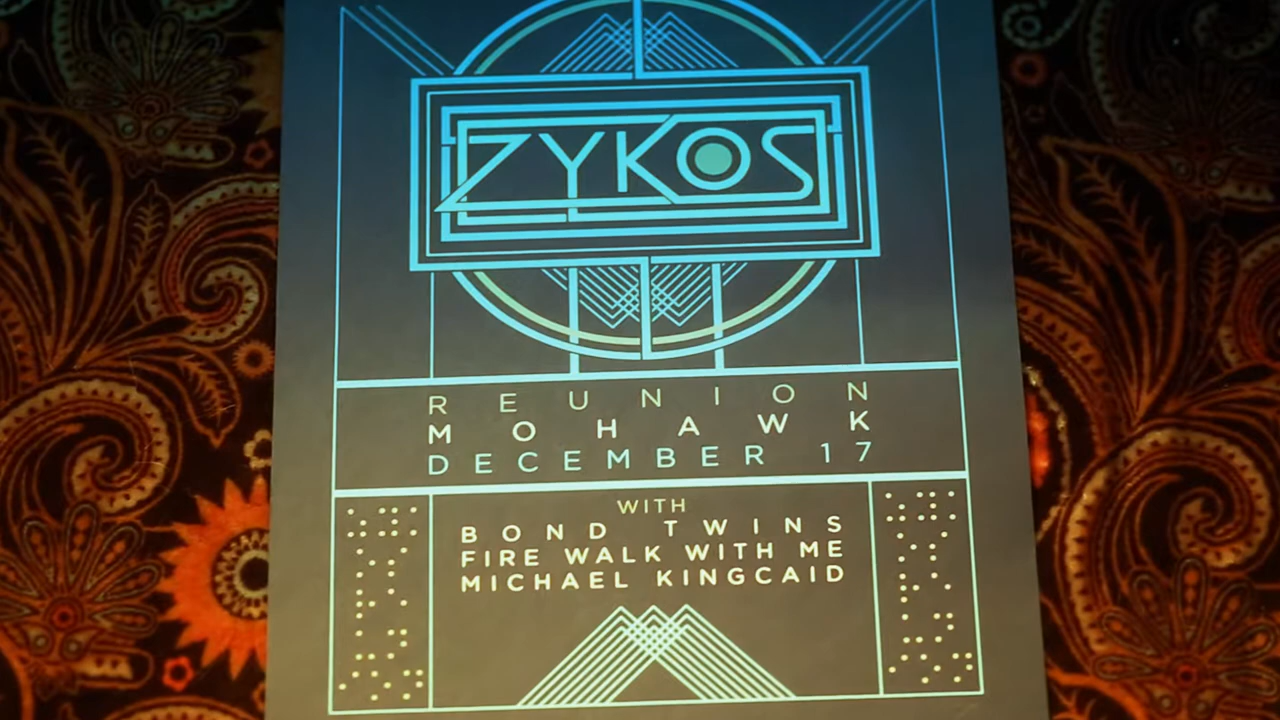 ZYKOS
REUNION
MOHAWK
DECEMBER 17
WITH
BOND TWINS
FIRE WALK WITH ME
MICHAEL KINGCAID